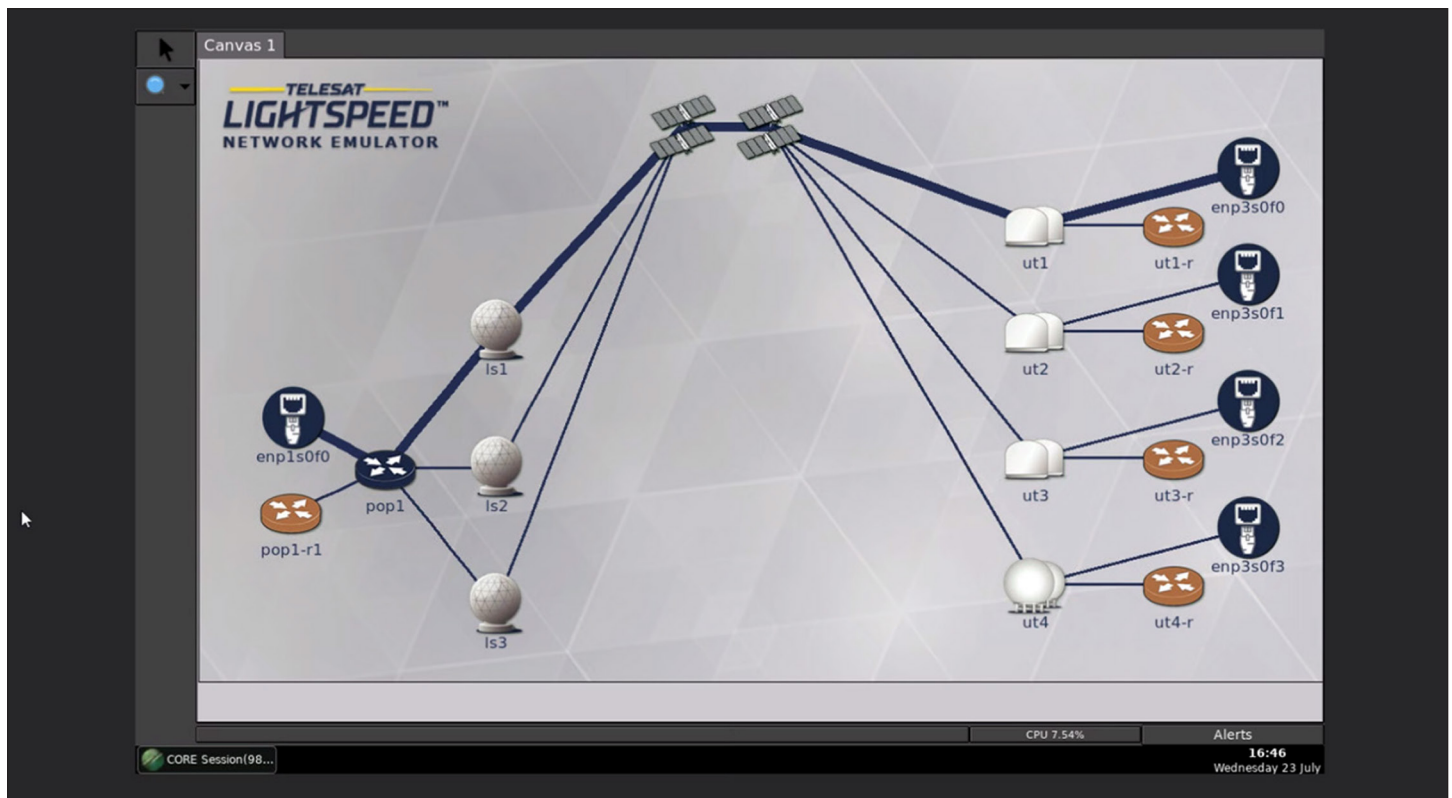 Canvas 1
TELESAT
LIGHTSPEED™
NETWORK EMULATOR
enp3s0f0
ut1
ut1-r
enp3s0f1
ls1
ut2
ut2-r
enp3s0f2
enp1s0f0
pop1
ls2
ut3
ut3-r
pop1-r1
enp3s0f3
ls3
ut4
ut4-r
CPU 7.54%
Alerts
CORE Session(98...
16:46
Wednesday 23 July